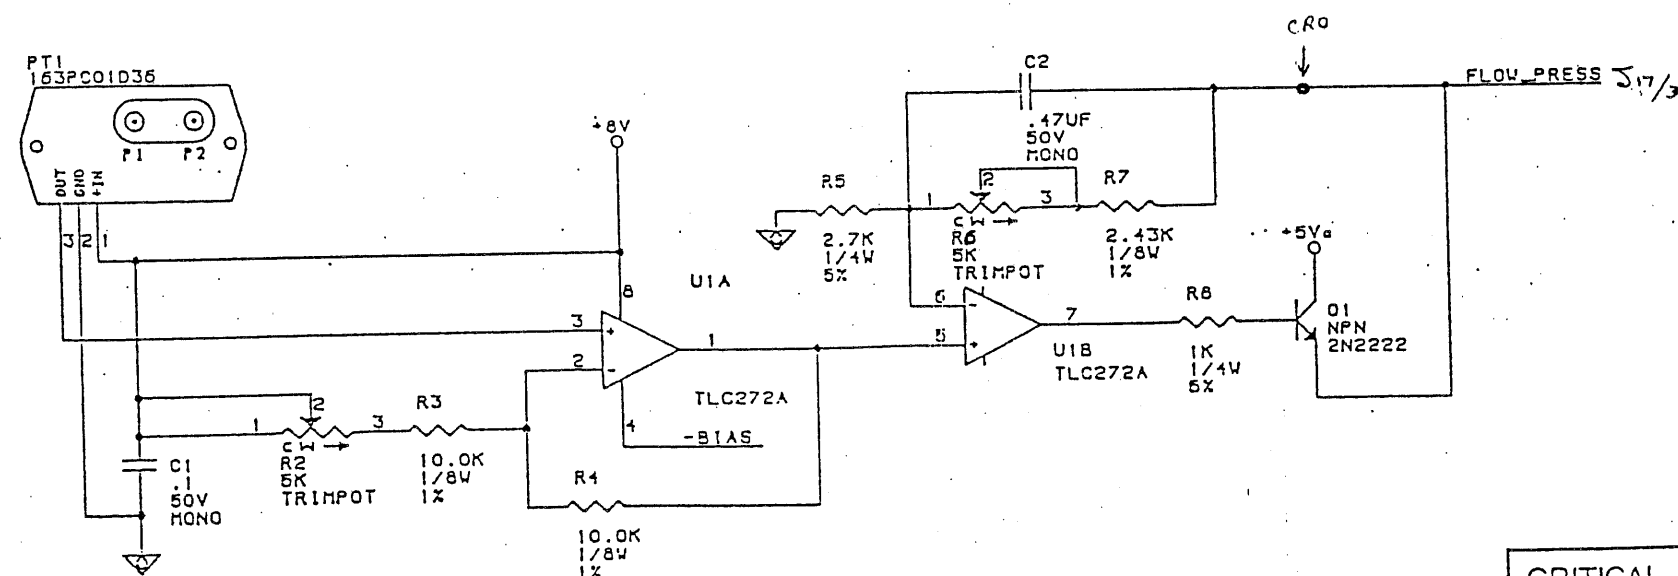 PT1
163PC01D36
P1 P2
OUT
GND
+IN
3 2 1
+8V
8
U1A
3
2
1
TLC272A
4
-BIAS
1
2
3
CW
R2
5K
TRIMPOT
R3
10.0K
1/8W
1%
C1
.1
50V
MONO
R4
10.0K
1/8W
1%
R5
2.7K
1/4W
5%
C2
.47UF
50V
MONO
1
2
3
CW
R6
5K
TRIMPOT
R7
2.43K
1/8W
1%
6
5
7
U1B
TLC272A
R8
1K
1/4W
5%
+5Va
Q1
NPN
2N2222
CRO
FLOW_PRESS J17/3
CRITICAL